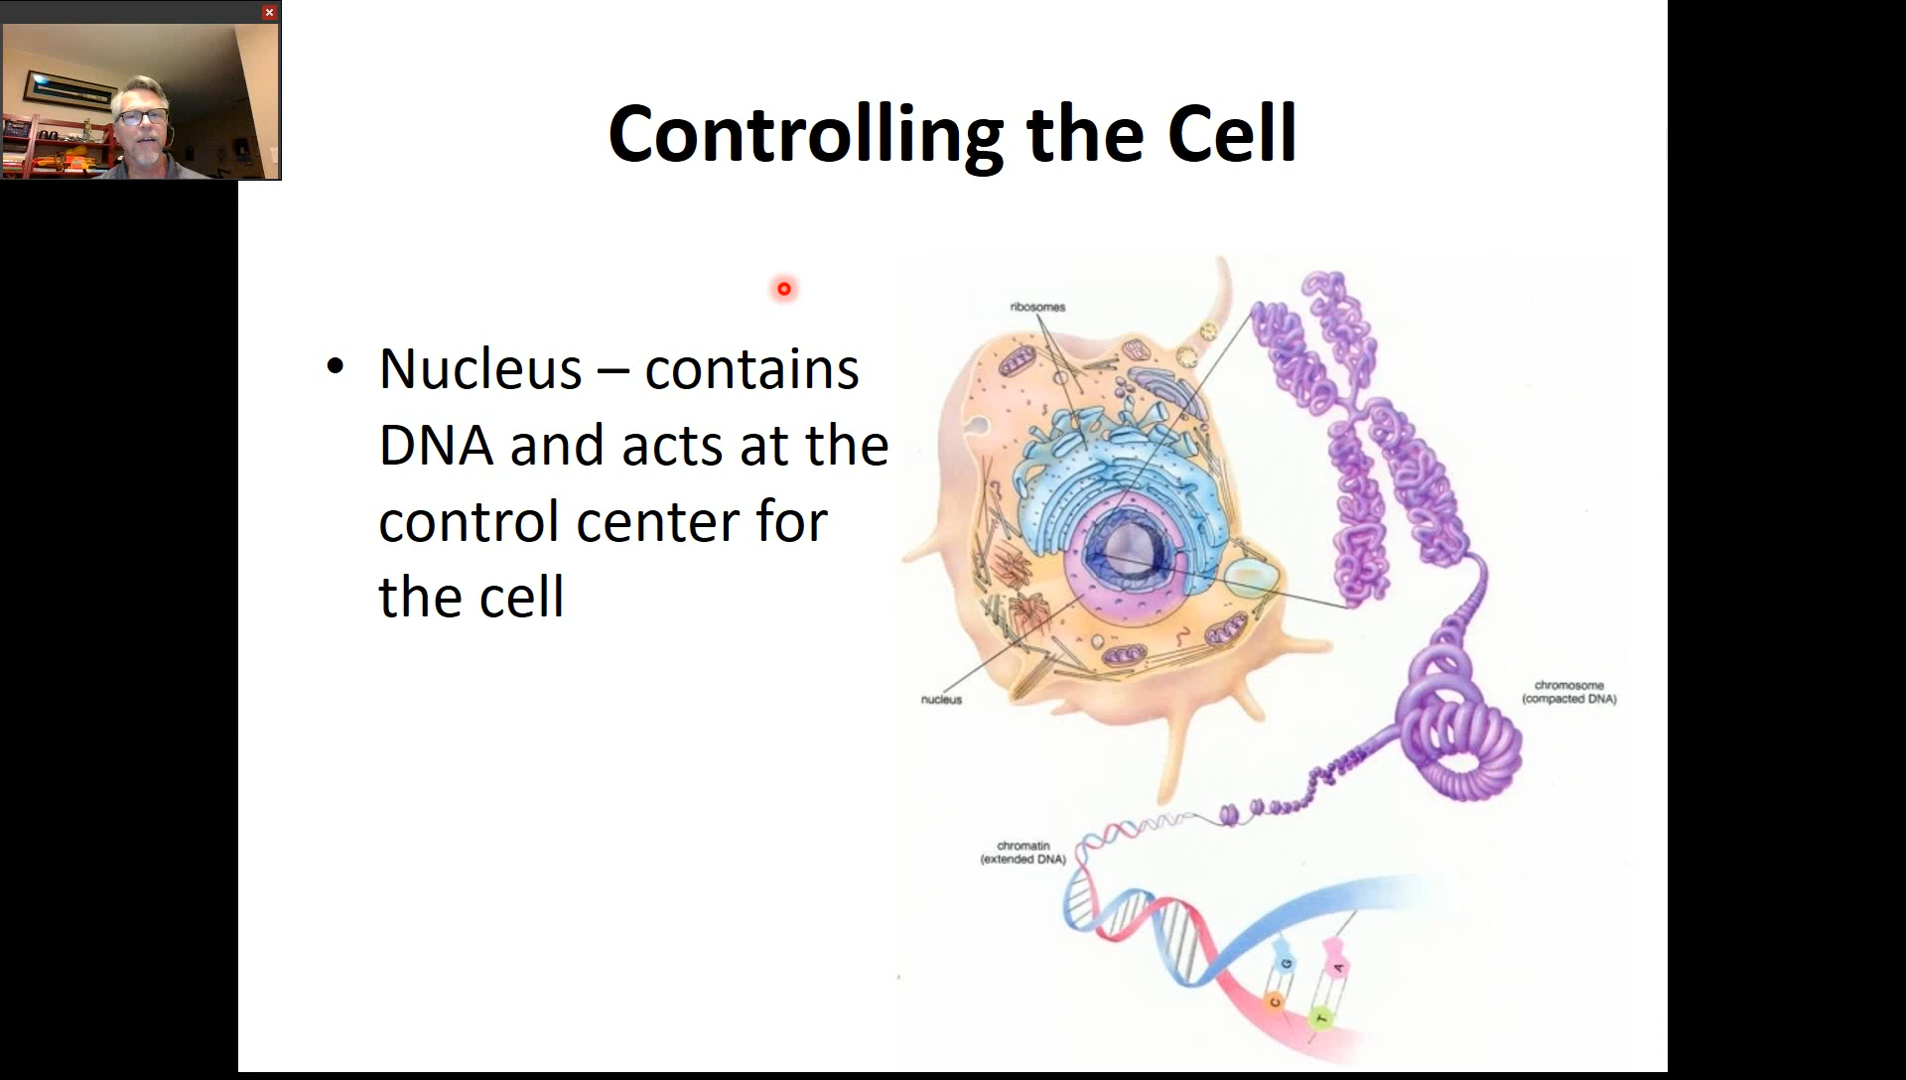 Controlling the Cell
• Nucleus – contains
DNA and acts at the
control center for
the cell
ribosomes
nucleus
chromosome
(compacted DNA)
chromatin
(extended DNA)
G
A
C
T